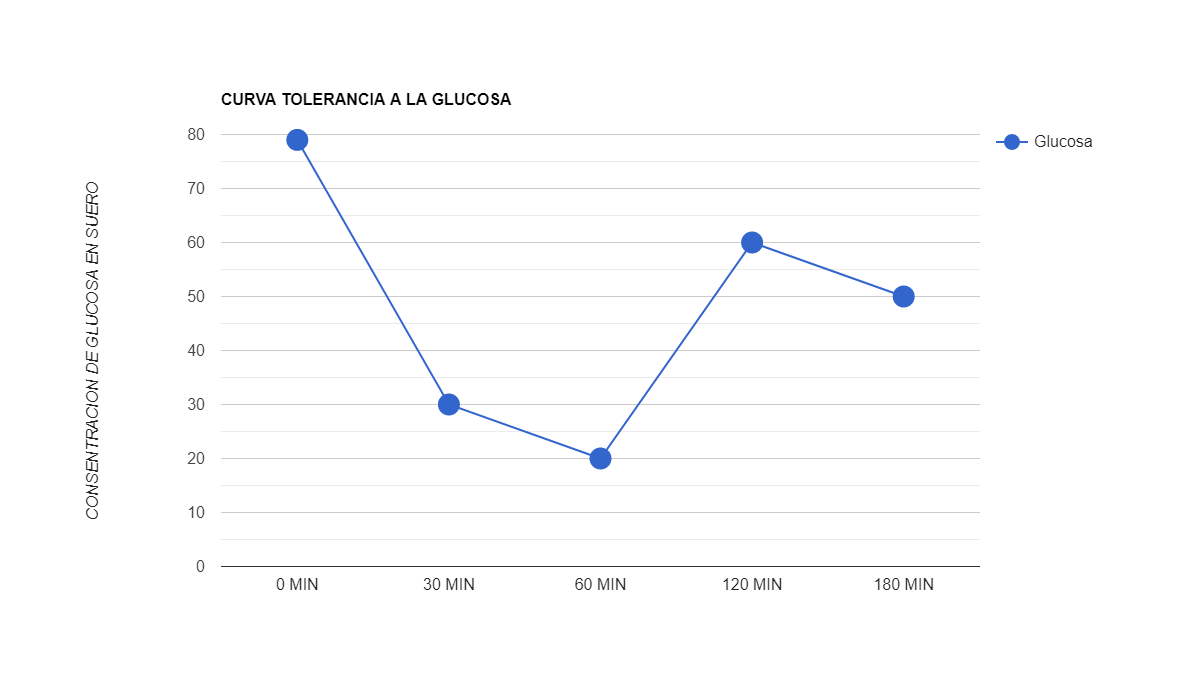 CURVA TOLERANCIA A LA GLUCOSA
Glucosa
CONSENTRACION DE GLUCOSA EN SUERO
80
70
60
50
40
30
20
10
0
0 MIN 30 MIN 60 MIN 120 MIN 180 MIN